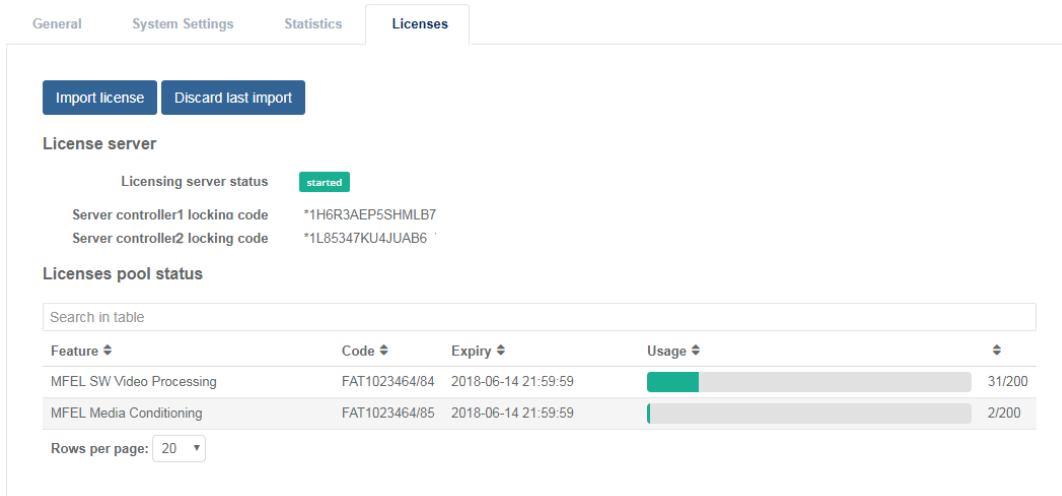 General System Settings Statistics Licenses
Import license Discard last import
License server
Licensing server status started
Server controller1 locking code *1H6R3AEP5SHMLB7
Server controller2 locking code *1L85347KU4JUAB6
Licenses pool status
Search in table
Feature Code Expiry Usage
MFEL SW Video Processing FAT1023464/84 2018-06-14 21:59:59 31/200
MFEL Media Conditioning FAT1023464/85 2018-06-14 21:59:59 2/200
Rows per page: 20